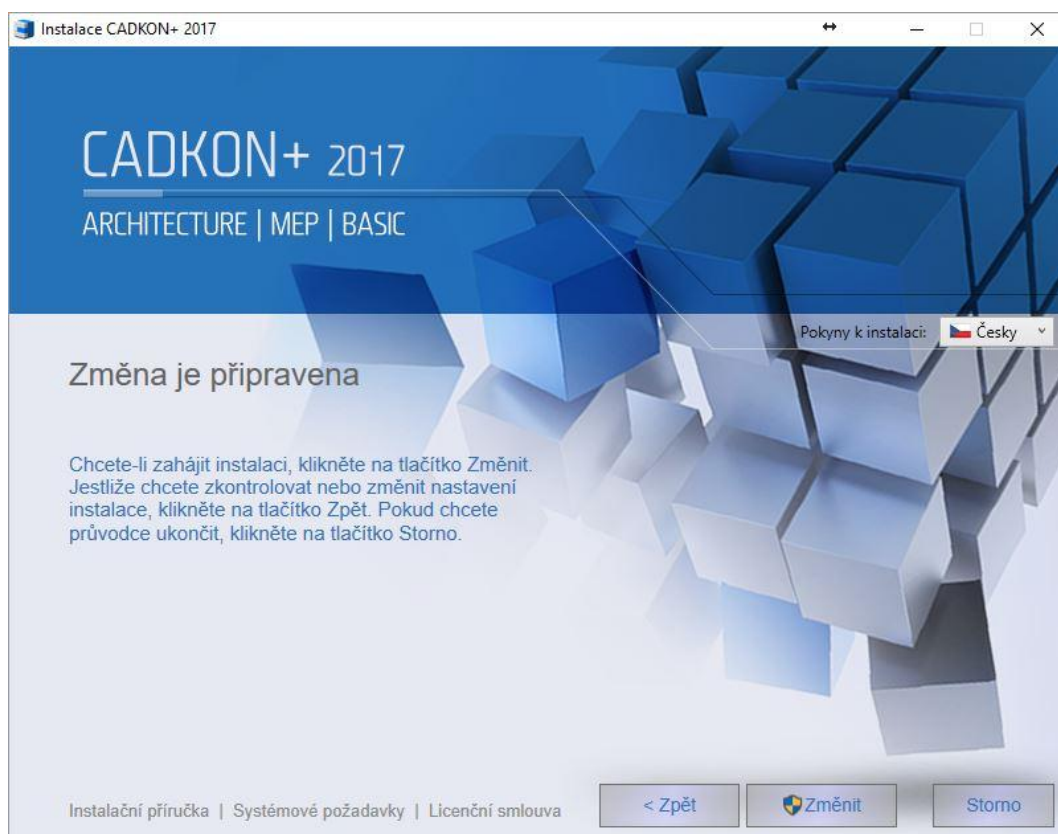 Instalace CADKON+ 2017
CADKON+ 2017
ARCHITECTURE | MEP | BASIC
Pokyny k instalaci: Česky
Změna je připravena
Chcete-li zahájit instalaci, klikněte na tlačítko Změnit.
Jestliže chcete zkontrolovat nebo změnit nastavení
instalace, klikněte na tlačítko Zpět. Pokud chcete
průvodce ukončit, klikněte na tlačítko Storno.
Instalační příručka | Systémové požadavky | Licenční smlouva
< Zpět Změnit Storno